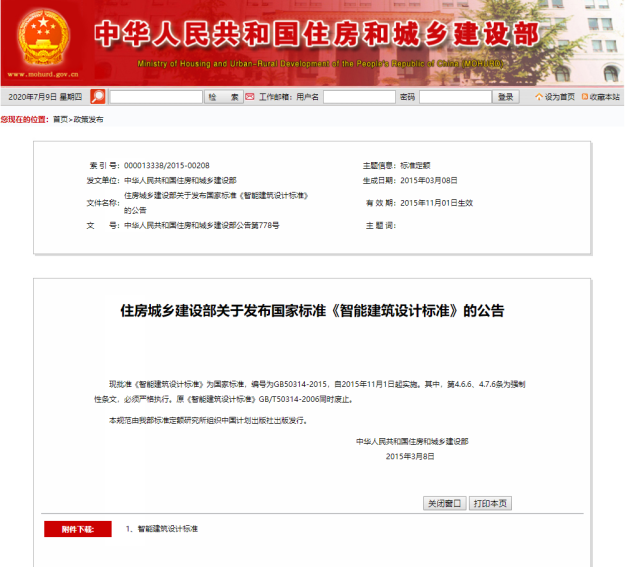 中华人民共和国住房和城乡建设部
Ministry of Housing and Urban-Rural Development of the People's Republic of China (MOHURD)
www.mohurd.gov.cn
2020年7月9日 星期四 检 索 工作邮箱：用户名 密码 登录 设为首页 收藏本站
您现在的位置：首页>政策发布
索 引 号：000013338/2015-00208 主题信息：标准定额
发文单位：中华人民共和国住房和城乡建设部 生成日期：2015年03月08日
文件名称：住房城乡建设部关于发布国家标准《智能建筑设计标准》的公告 有 效 期：2015年11月01日生效
文 号：中华人民共和国住房和城乡建设部公告第778号 主 题 词：
住房城乡建设部关于发布国家标准《智能建筑设计标准》的公告
现批准《智能建筑设计标准》为国家标准，编号为GB50314-2015，自2015年11月1日起实施。其中，第4.6.6、4.7.6条为强制
性条文，必须严格执行。原《智能建筑设计标准》GB/T50314-2006同时废止。
本规范由我部标准定额研究所组织中国计划出版社出版发行。
中华人民共和国住房和城乡建设部
2015年3月8日
关闭窗口 打印本页
附件下载： 1、智能建筑设计标准